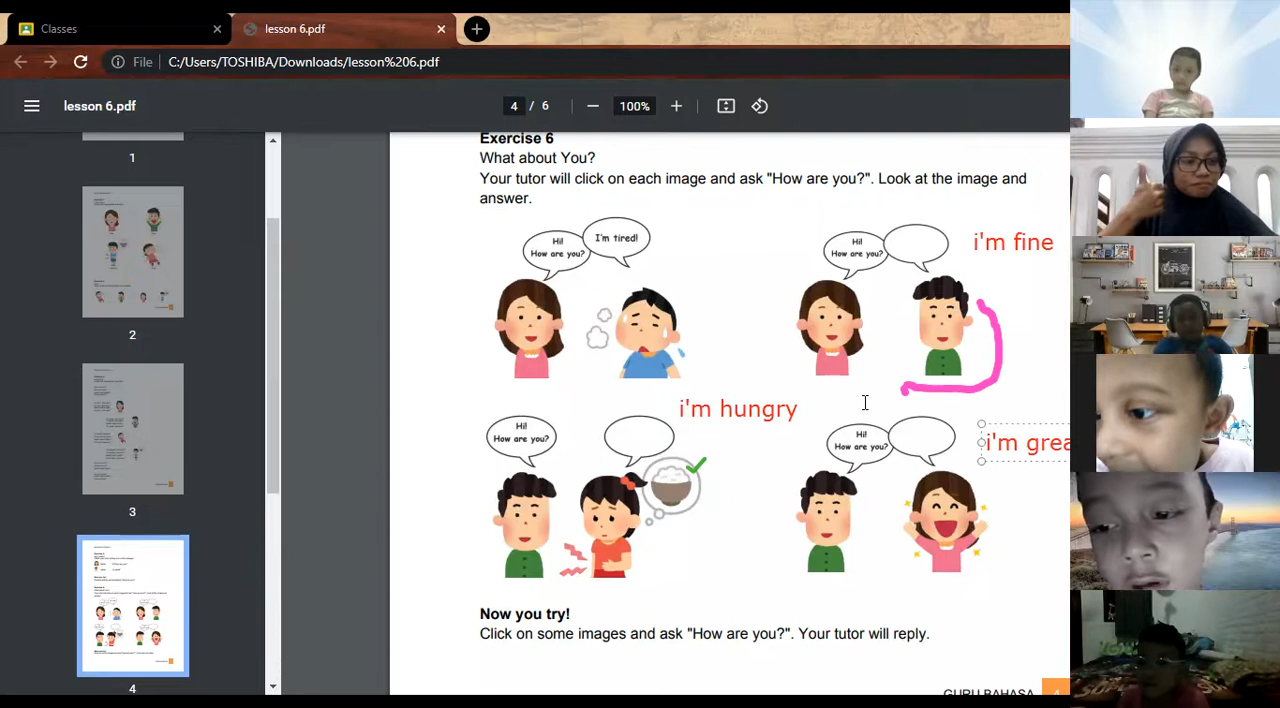 Classes
lesson 6.pdf
File
C:/Users/TOSHIBA/Downloads/lesson%206.pdf
lesson 6.pdf
4 / 6
100%
1
2
3
4
Exercise 6
What about You?
Your tutor will click on each image and ask "How are you?". Look at the image and
answer.
Hi!
How are you?
I'm tired!
Hi!
How are you?
i'm fine
Hi!
How are you?
i'm hungry
Hi!
How are you?
i'm grea
Now you try!
Click on some images and ask "How are you?". Your tutor will reply.
GURU BAHASA
4